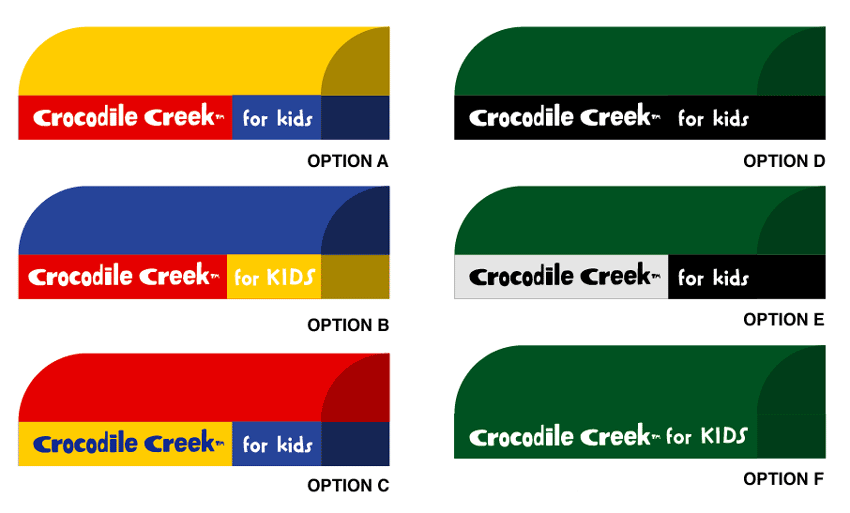 Crocodile Creek™ for kids
OPTION A
Crocodile Creek™ for KIDS
OPTION B
Crocodile Creek™ for kids
OPTION C
Crocodile Creek™ for kids
OPTION D
Crocodile Creek™ for kids
OPTION E
Crocodile Creek™ for KIDS
OPTION F